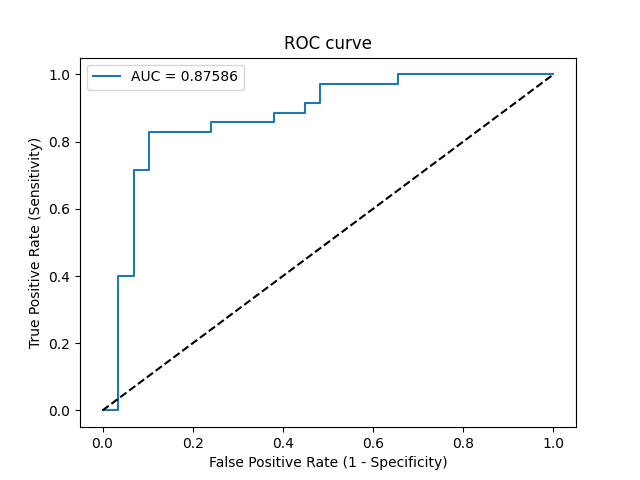 ROC curve
AUC = 0.87586
True Positive Rate (Sensitivity)
1.0
0.8
0.6
0.4
0.2
0.0
0.0 0.2 0.4 0.6 0.8 1.0
False Positive Rate (1 - Specificity)